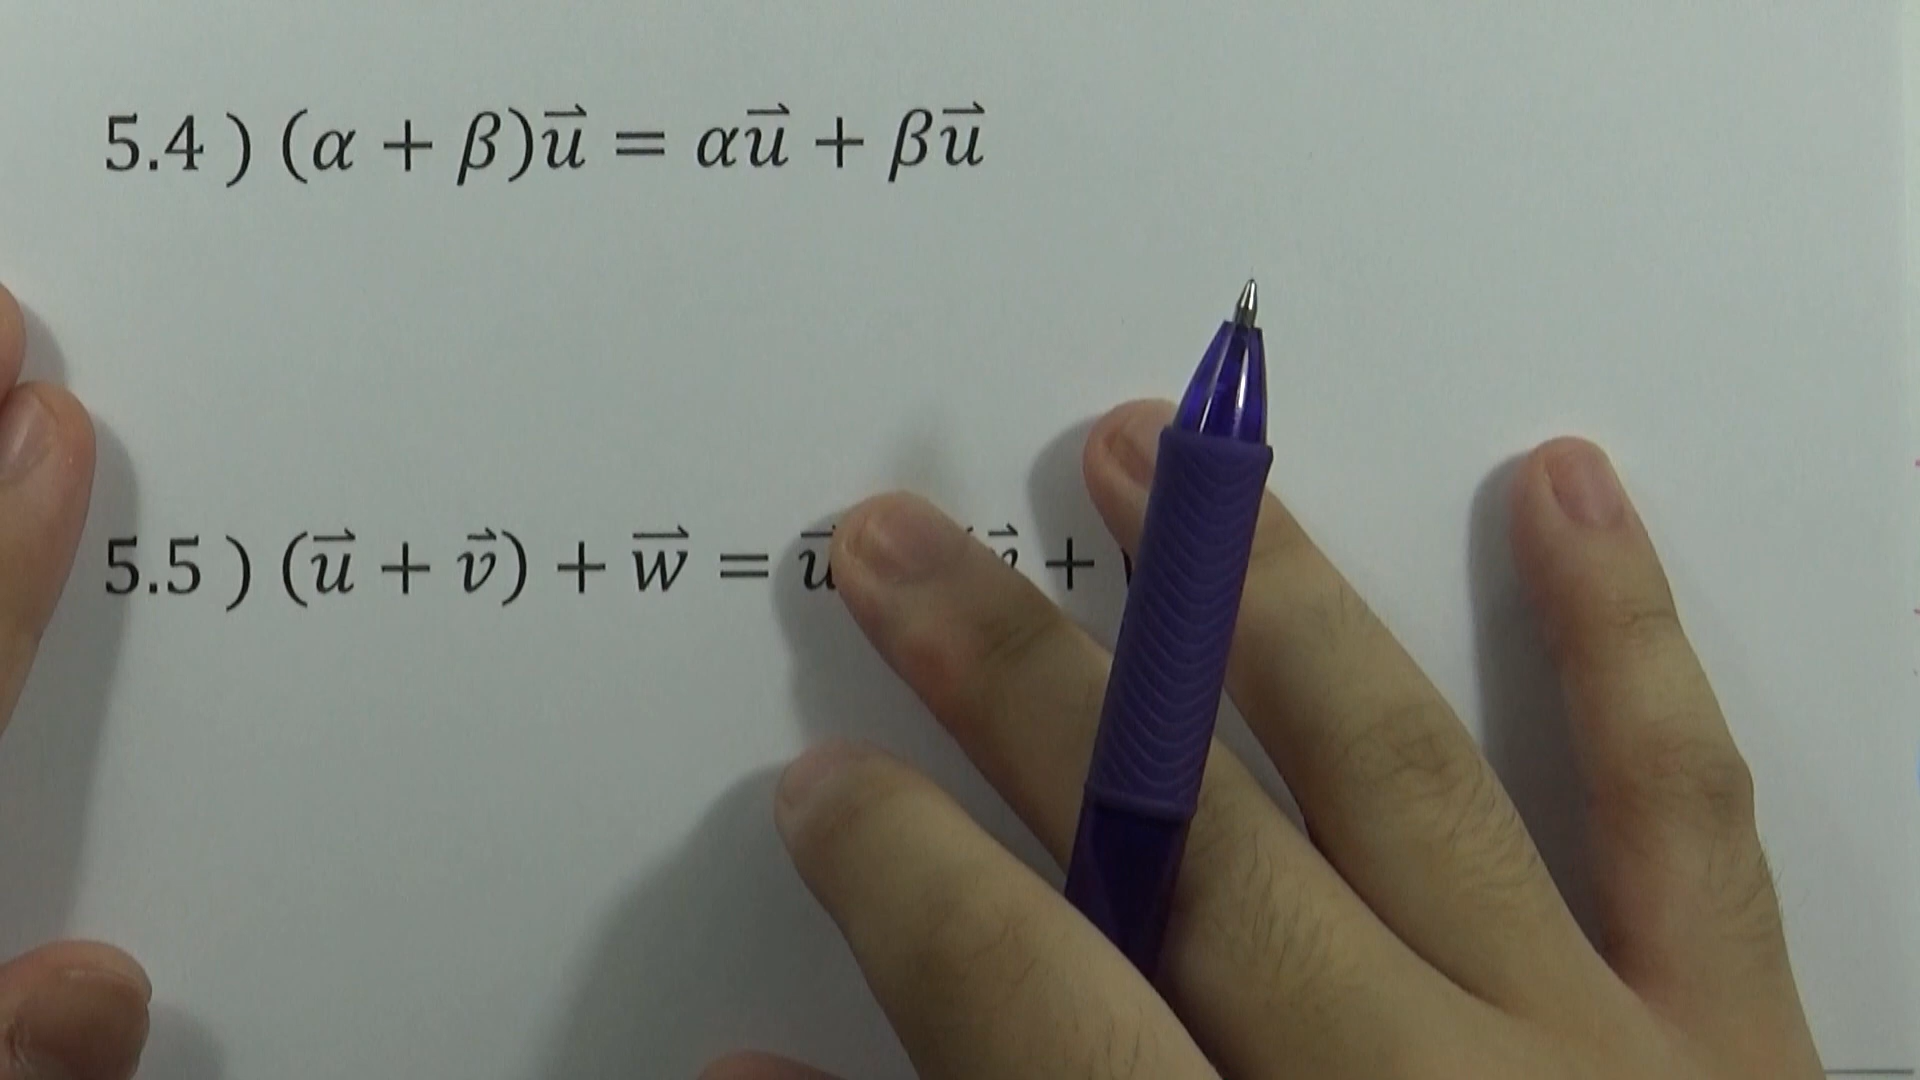 5.4 ) (α + β)u⃗ = αu⃗ + βu⃗
5.5 ) (u⃗ + v⃗) + w⃗ = u⃗ +